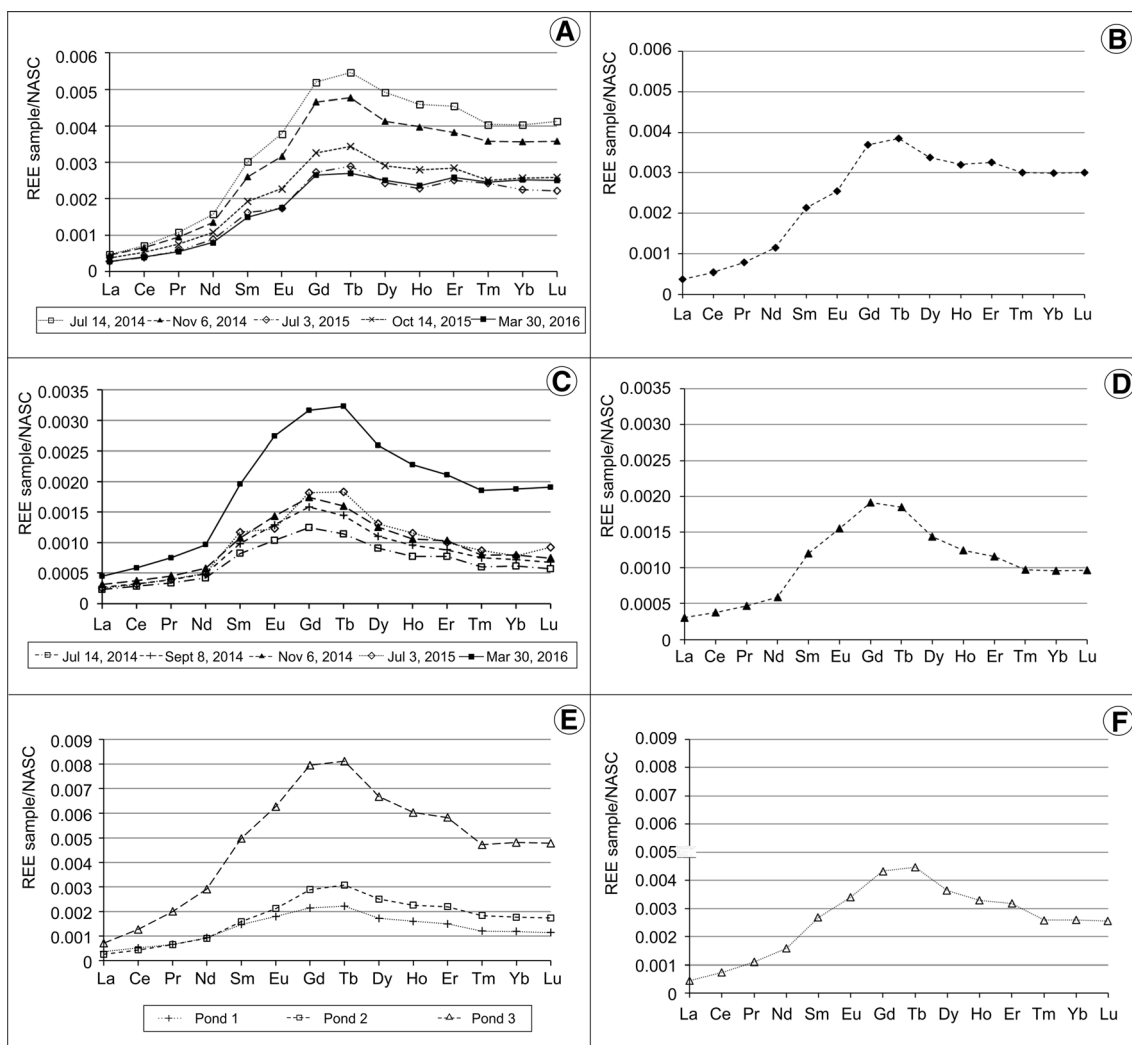 A
REE sample/NASC
0.006
0.005
0.004
0.003
0.002
0.001
0
La Ce Pr Nd Sm Eu Gd Tb Dy Ho Er Tm Yb Lu
Jul 14, 2014 Nov 6, 2014 Jul 3, 2015 Oct 14, 2015 Mar 30, 2016
B
REE sample/NASC
0.006
0.005
0.004
0.003
0.002
0.001
0
La Ce Pr Nd Sm Eu Gd Tb Dy Ho Er Tm Yb Lu
C
REE sample/NASC
0.0035
0.0030
0.0025
0.0020
0.0015
0.0010
0.0005
0
La Ce Pr Nd Sm Eu Gd Tb Dy Ho Er Tm Yb Lu
Jul 14, 2014 Sept 8, 2014 Nov 6, 2014 Jul 3, 2015 Mar 30, 2016
D
REE sample/NASC
0.0035
0.0030
0.0025
0.0020
0.0015
0.0010
0.0005
0
La Ce Pr Nd Sm Eu Gd Tb Dy Ho Er Tm Yb Lu
E
REE sample/NASC
0.009
0.008
0.007
0.006
0.005
0.004
0.003
0.002
0.001
0
La Ce Pr Nd Sm Eu Gd Tb Dy Ho Er Tm Yb Lu
Pond 1 Pond 2 Pond 3
F
REE sample/NASC
0.009
0.008
0.007
0.006
0.005
0.004
0.003
0.002
0.001
0
La Ce Pr Nd Sm Eu Gd Tb Dy Ho Er Tm Yb Lu